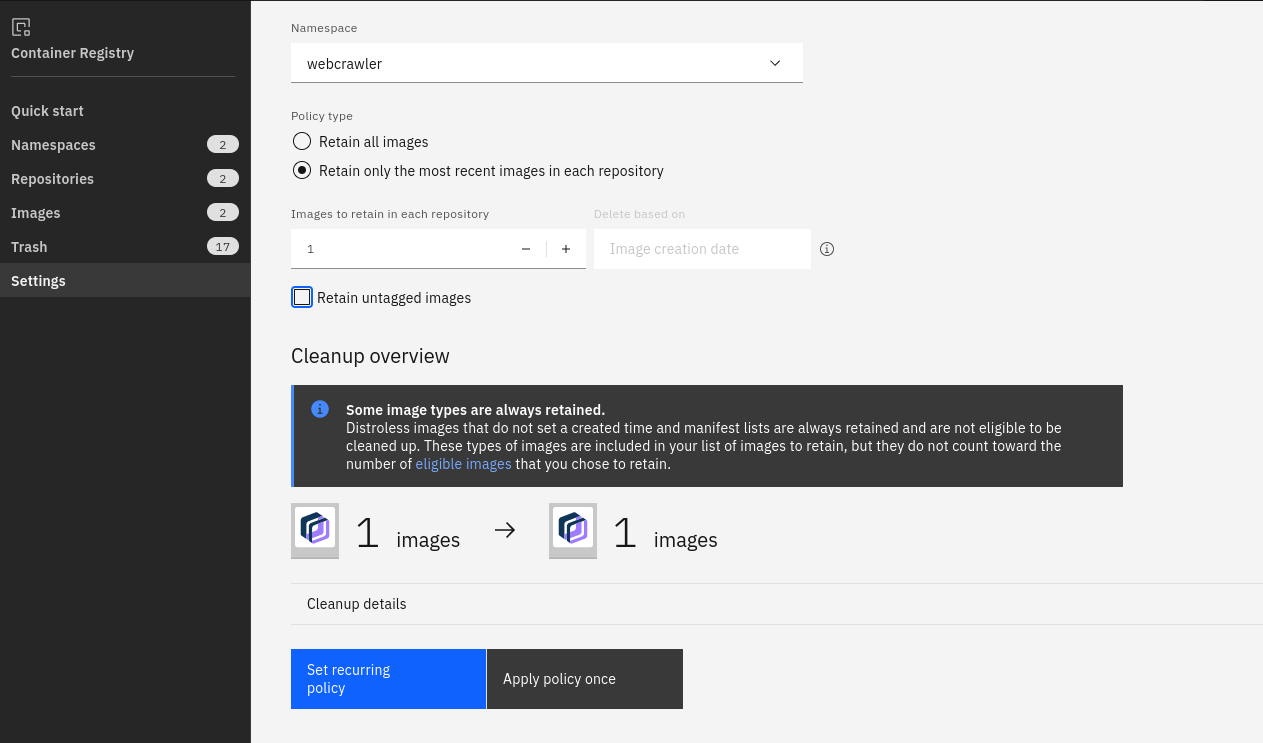 Container Registry
Quick start
Namespaces 2
Repositories 2
Images 2
Trash 17
Settings
Namespace
webcrawler
Policy type
Retain all images
Retain only the most recent images in each repository
Images to retain in each repository Delete based on
1 Image creation date
Retain untagged images
Cleanup overview
Some image types are always retained.
Distroless images that do not set a created time and manifest lists are always retained and are not eligible to be
cleaned up. These types of images are included in your list of images to retain, but they do not count toward the
number of eligible images that you chose to retain.
1 images → 1 images
Cleanup details
Set recurring
policy
Apply policy once